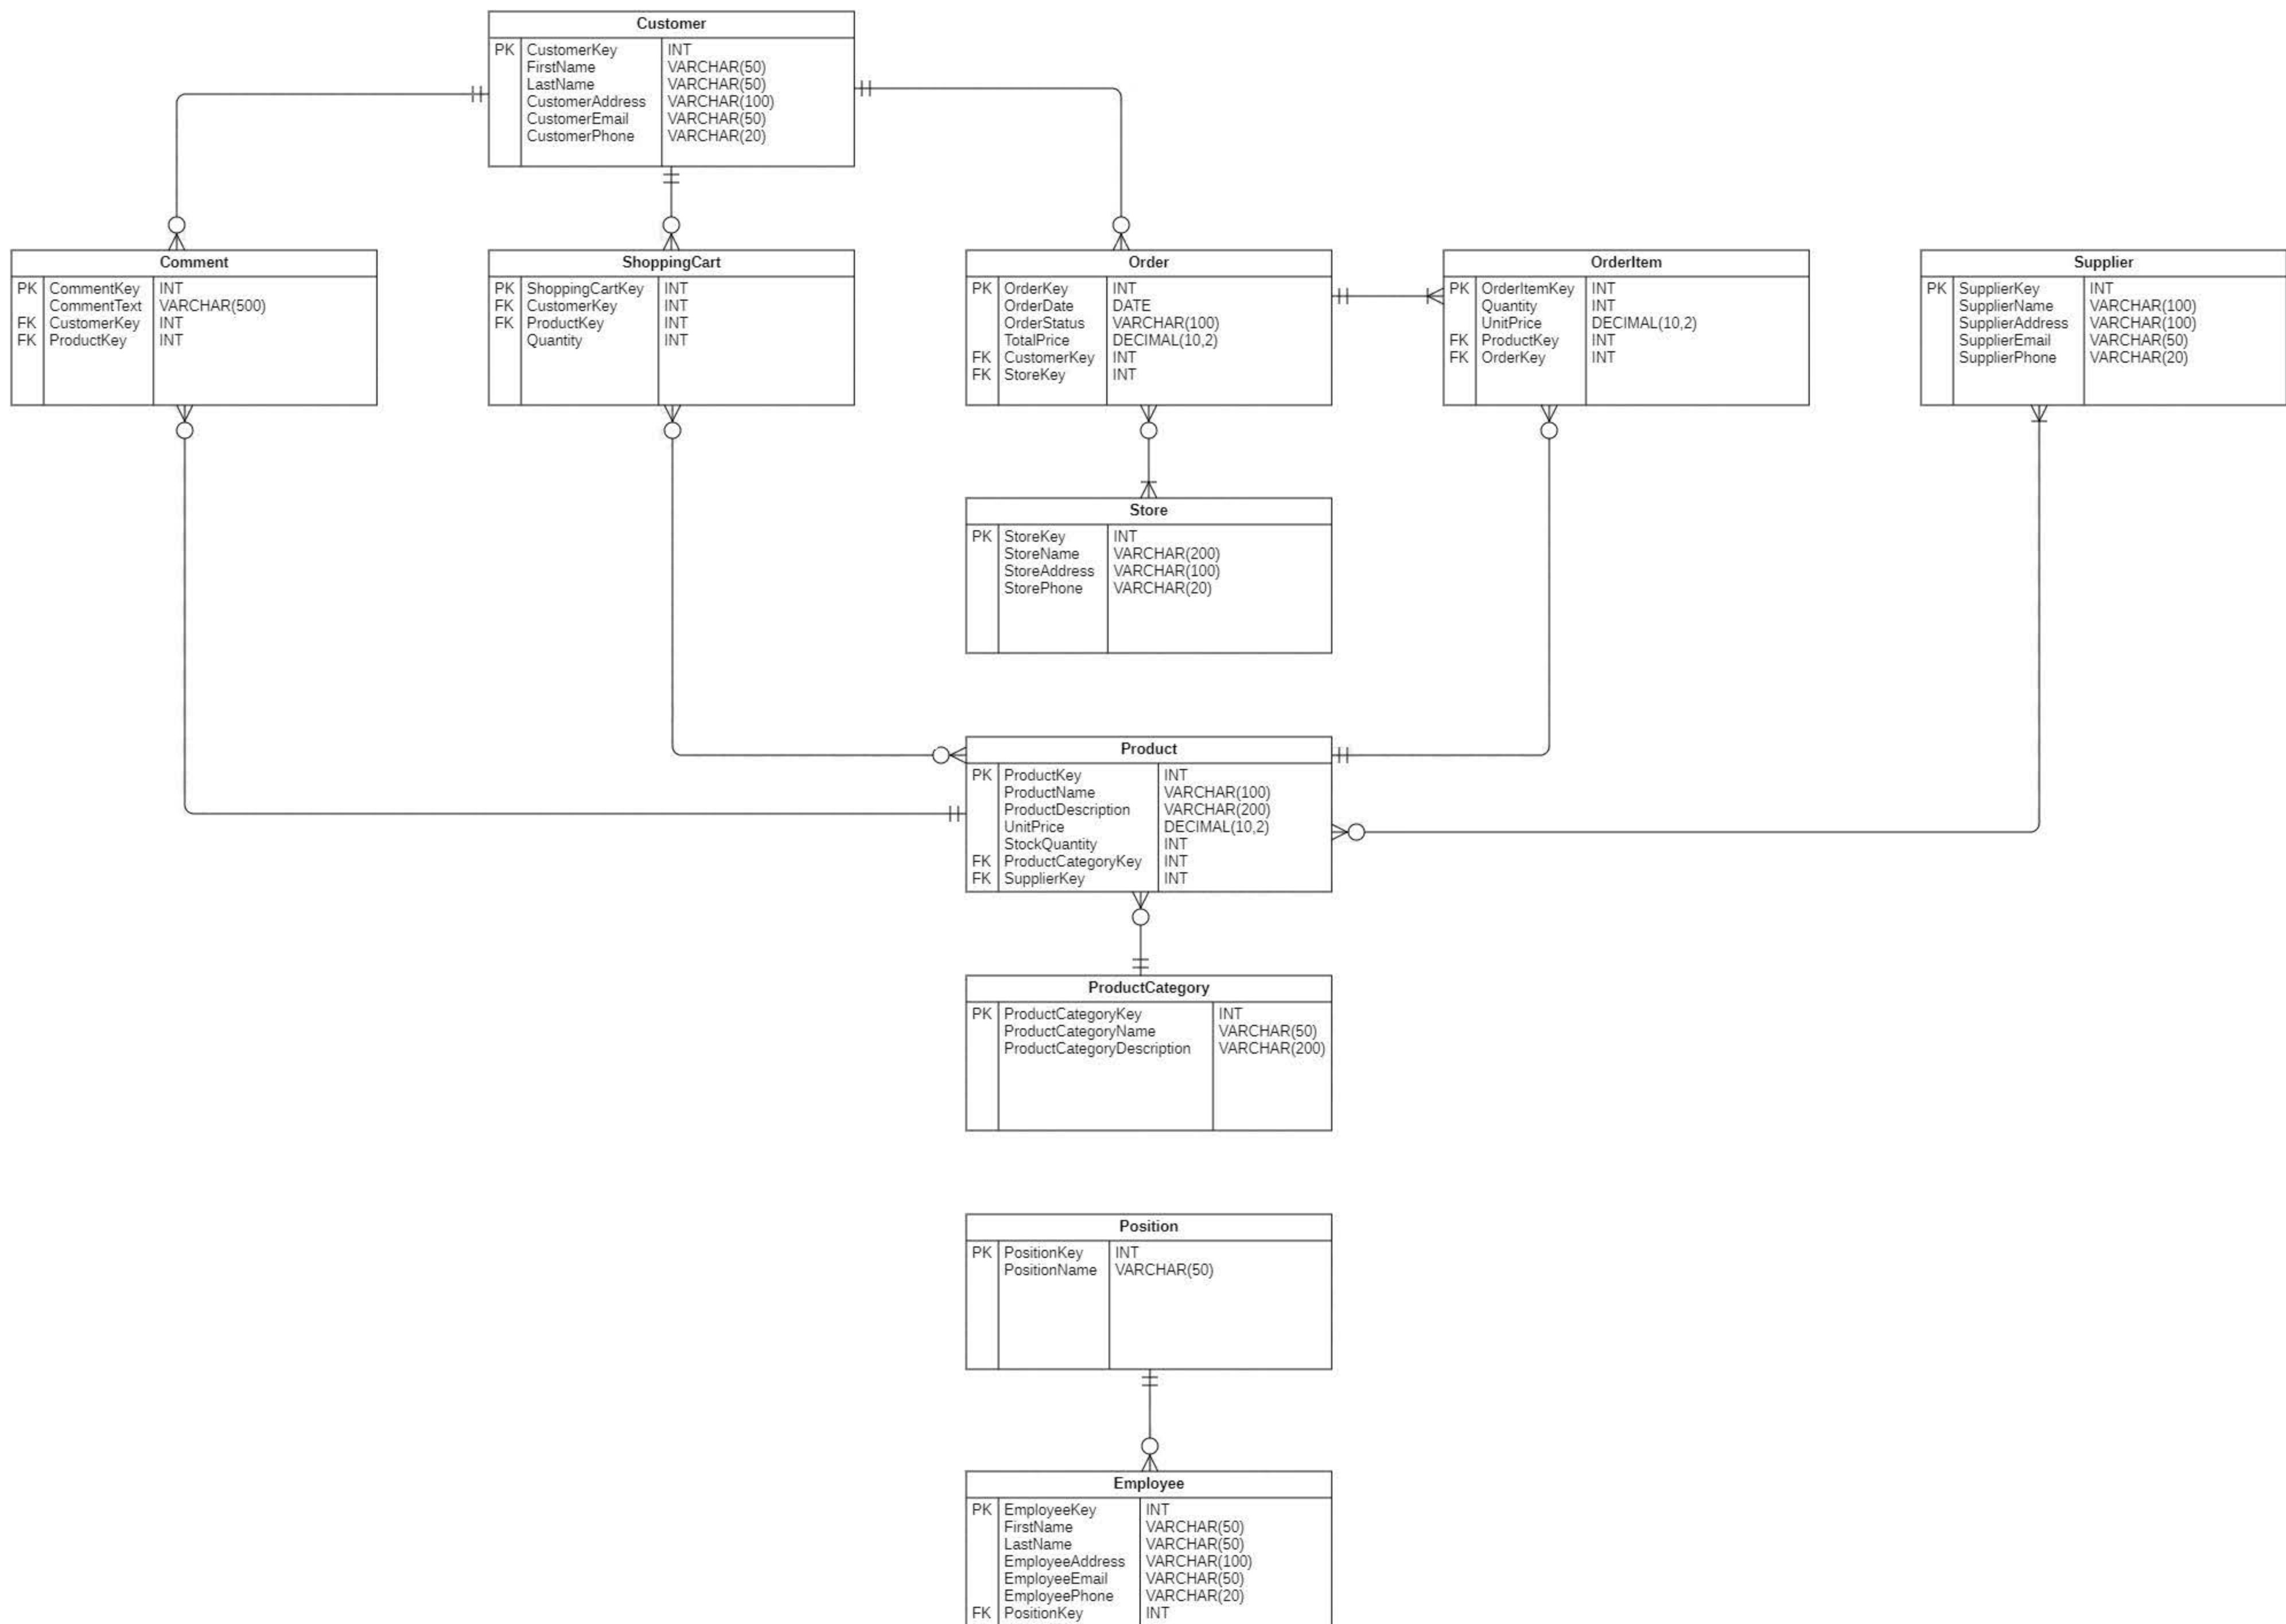 Customer
PK CustomerKey INT
FirstName VARCHAR(50)
LastName VARCHAR(50)
CustomerAddress VARCHAR(100)
CustomerEmail VARCHAR(50)
CustomerPhone VARCHAR(20)
Comment
PK CommentKey INT
CommentText VARCHAR(500)
FK CustomerKey INT
FK ProductKey INT
ShoppingCart
PK ShoppingCartKey INT
FK CustomerKey INT
FK ProductKey INT
Quantity INT
Order
PK OrderKey INT
OrderDate DATE
OrderStatus VARCHAR(100)
TotalPrice DECIMAL(10,2)
FK CustomerKey INT
FK StoreKey INT
OrderItem
PK OrderItemKey INT
Quantity INT
UnitPrice DECIMAL(10,2)
FK ProductKey INT
FK OrderKey INT
Supplier
PK SupplierKey INT
SupplierName VARCHAR(100)
SupplierAddress VARCHAR(100)
SupplierEmail VARCHAR(50)
SupplierPhone VARCHAR(20)
Store
PK StoreKey INT
StoreName VARCHAR(200)
StoreAddress VARCHAR(100)
StorePhone VARCHAR(20)
Product
PK ProductKey INT
ProductName VARCHAR(100)
ProductDescription VARCHAR(200)
UnitPrice DECIMAL(10,2)
StockQuantity INT
FK ProductCategoryKey INT
FK SupplierKey INT
ProductCategory
PK ProductCategoryKey INT
ProductCategoryName VARCHAR(50)
ProductCategoryDescription VARCHAR(200)
Position
PK PositionKey INT
PositionName VARCHAR(50)
Employee
PK EmployeeKey INT
FirstName VARCHAR(50)
LastName VARCHAR(50)
EmployeeAddress VARCHAR(100)
EmployeeEmail VARCHAR(50)
EmployeePhone VARCHAR(20)
FK PositionKey INT